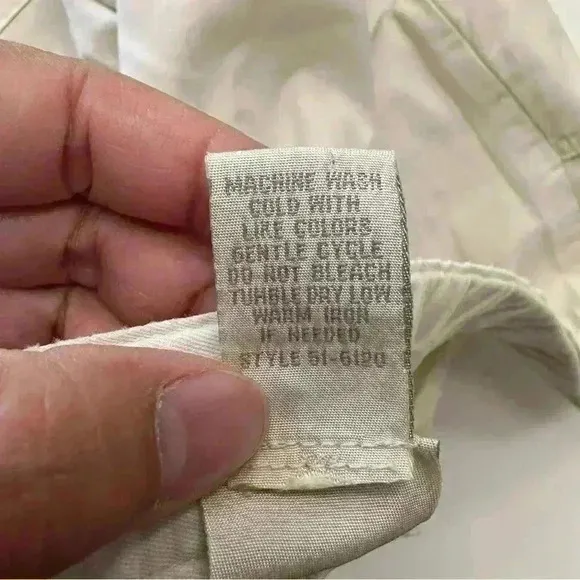 MACHINE WASH
COLD WITH
LIKE COLORS
GENTLE CYCLE
DO NOT BLEACH
TUMBLE DRY LOW
WARM IRON
IF NEEDED
STYLE 51-6120